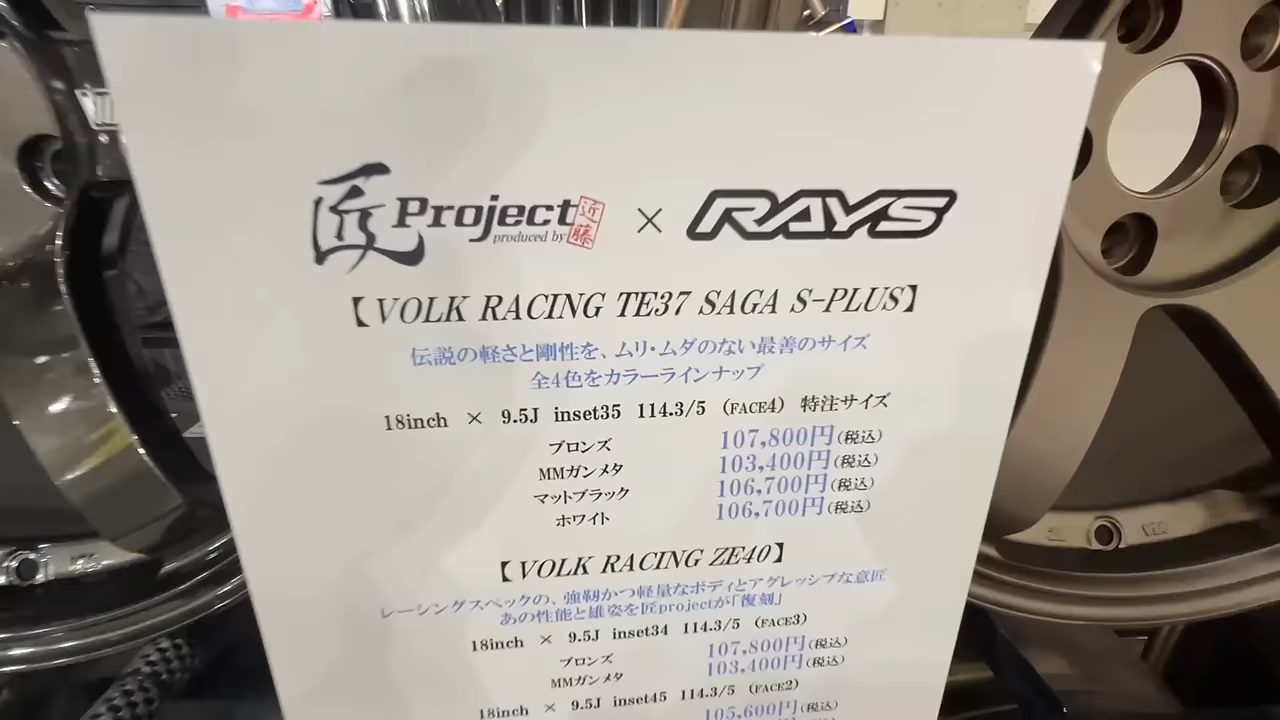 匠 Project produced by 近藤 × RAYS
【VOLK RACING TE37 SAGA S-PLUS】
伝説の軽さと剛性を、ムリ・ムダのない最善のサイズ
全4色をカラーラインナップ
18inch × 9.5J inset35 114.3/5 (FACE4) 特注サイズ
ブロンズ 107,800円(税込)
MMガンメタ 103,400円(税込)
マットブラック 106,700円(税込)
ホワイト 106,700円(税込)
【VOLK RACING ZE40】
レーシングスペックの、強靭かつ軽量なボディとアグレッシブな意匠
あの性能と雄姿を匠projectが「復刻」
18inch × 9.5J inset34 114.3/5 (FACE3)
ブロンズ 107,800円(税込)
MMガンメタ 103,400円(税込)
18inch × 9.5J inset45 114.3/5 (FACE2)
105,600円(税込)